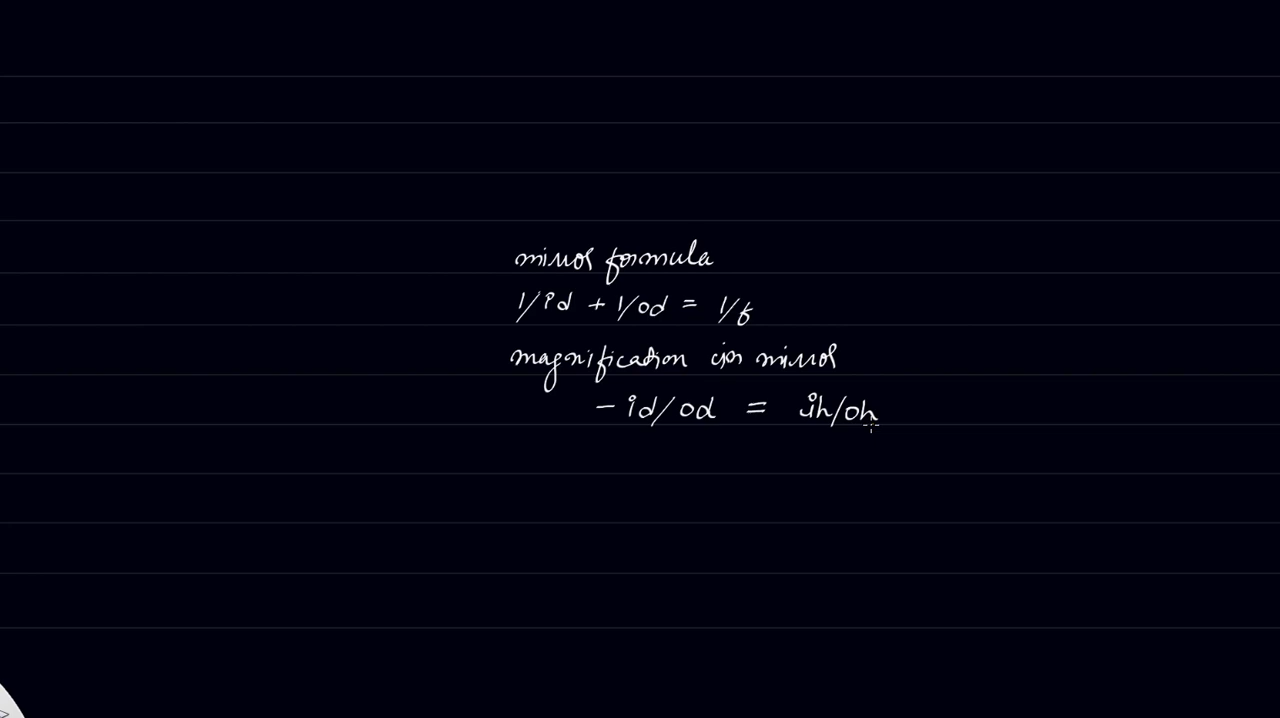 mirror formula
1/id + 1/od = 1/f
magnification in mirror
- id/od = ih/oh